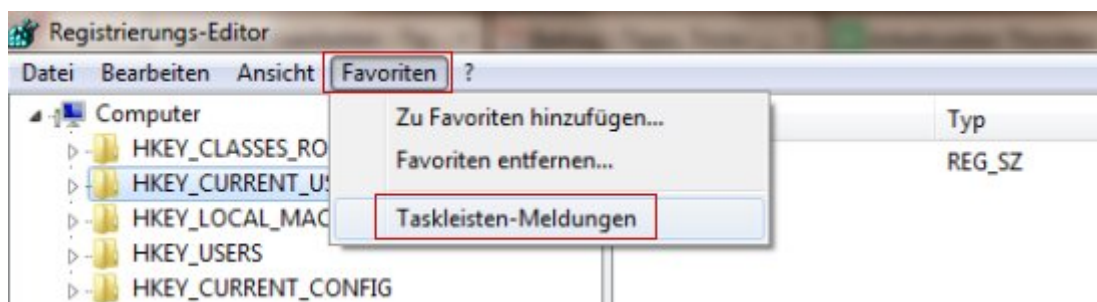 Registrierungs-Editor
Datei Bearbeiten Ansicht Favoriten ?
Computer
HKEY_CLASSES_RO
HKEY_CURRENT_US
HKEY_LOCAL_MAC
HKEY_USERS
HKEY_CURRENT_CONFIG
Zu Favoriten hinzufügen...
Favoriten entfernen...
Taskleisten-Meldungen
Typ
REG_SZ